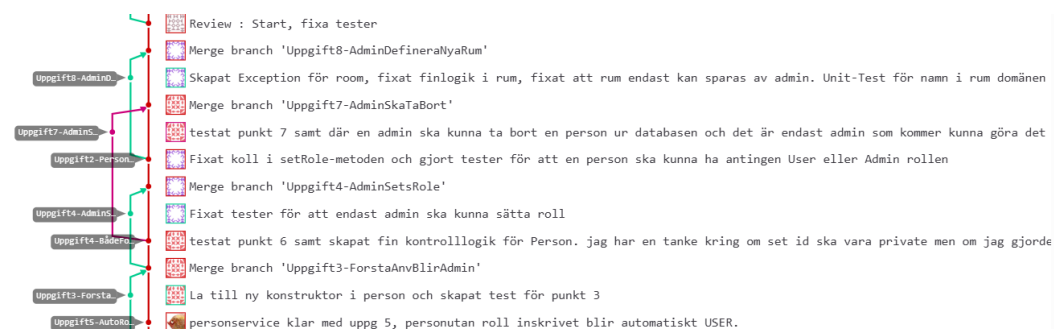 Review : Start, fixa tester
Merge branch 'Uppgift8-AdminDefineraNyaRum'
Uppgift8-AdminD…
Skapat Exception för room, fixat finlogik i rum, fixat att rum endast kan sparas av admin. Unit-Test för namn i rum domänen
Merge branch 'Uppgift7-AdminSkaTaBort'
Uppgift7-AdminS…
testat punkt 7 samt där en admin ska kunna ta bort en person ur databasen och det är endast admin som kommer kunna göra det
Uppgift2-Person…
Fixat koll i setRole-metoden och gjort tester för att en person ska kunna ha antingen User eller Admin rollen
Merge branch 'Uppgift4-AdminSetsRole'
Uppgift4-AdminS…
Fixat tester för att endast admin ska kunna sätta roll
Uppgift4-BådeFo…
testat punkt 6 samt skapat fin kontrolllogik för Person. jag har en tanke kring om set id ska vara private men om jag gjorde
Merge branch 'Uppgift3-ForstaAnvBlirAdmin'
Uppgift3-Forsta…
La till ny konstruktor i person och skapat test för punkt 3
Uppgift5-AutoRo…
personservice klar med uppg 5, personutan roll inskrivet blir automatiskt USER.